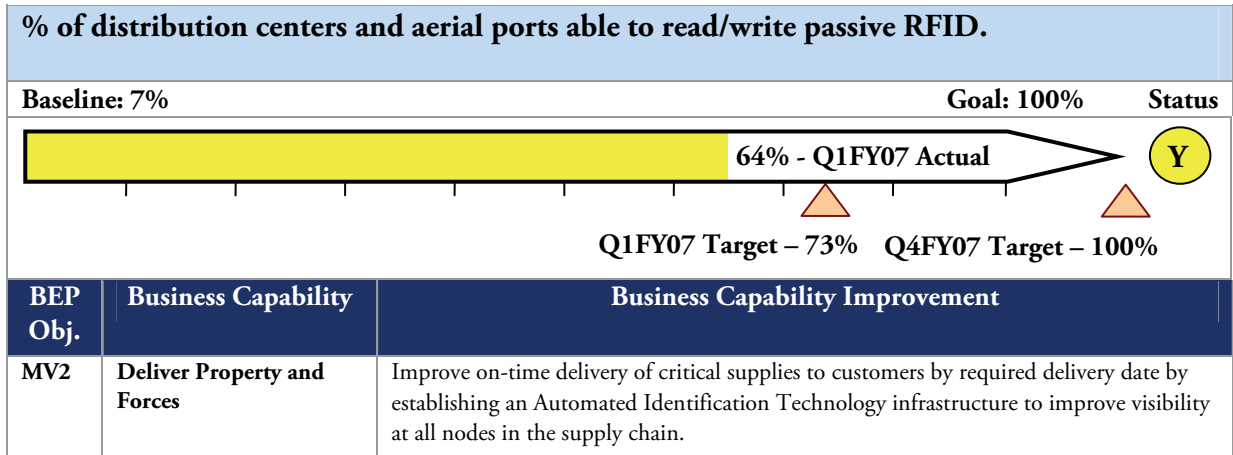 % of distribution centers and aerial ports able to read/write passive RFID.
Baseline: 7% Goal: 100% Status
64% - Q1FY07 Actual Y
Q1FY07 Target – 73% Q4FY07 Target – 100%
BEP Business Capability Business Capability Improvement
Obj.
MV2 Deliver Property and Improve on-time delivery of critical supplies to customers by required delivery date by
Forces establishing an Automated Identification Technology infrastructure to improve visibility
at all nodes in the supply chain.